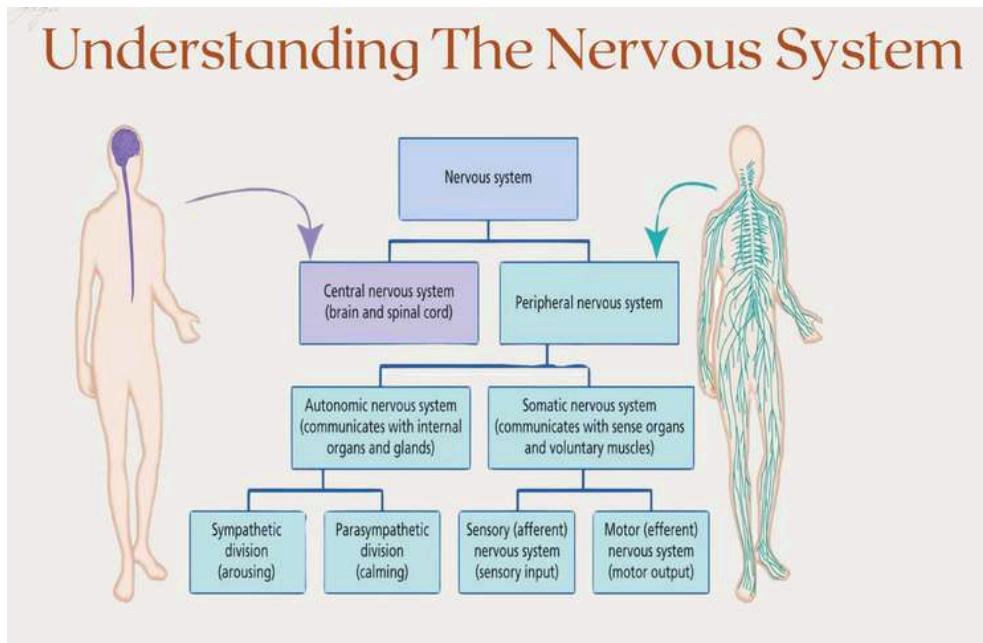 Understanding The Nervous System
Nervous system
Central nervous system
(brain and spinal cord)
Peripheral nervous system
Autonomic nervous system
(communicates with internal
organs and glands)
Somatic nervous system
(communicates with sense organs
and voluntary muscles)
Sympathetic
division
(arousing)
Parasympathetic
division
(calming)
Sensory (afferent)
nervous system
(sensory input)
Motor (efferent)
nervous system
(motor output)